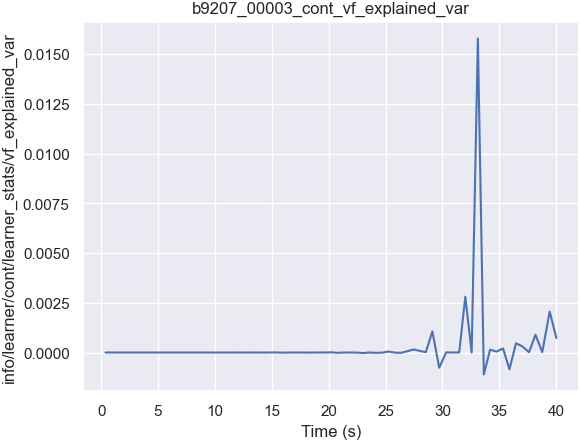 b9207_00003_cont_vf_explained_var
info/learner/cont/learner_stats/vf_explained_var
0.0150
0.0125
0.0100
0.0075
0.0050
0.0025
0.0000
0 5 10 15 20 25 30 35 40
Time (s)